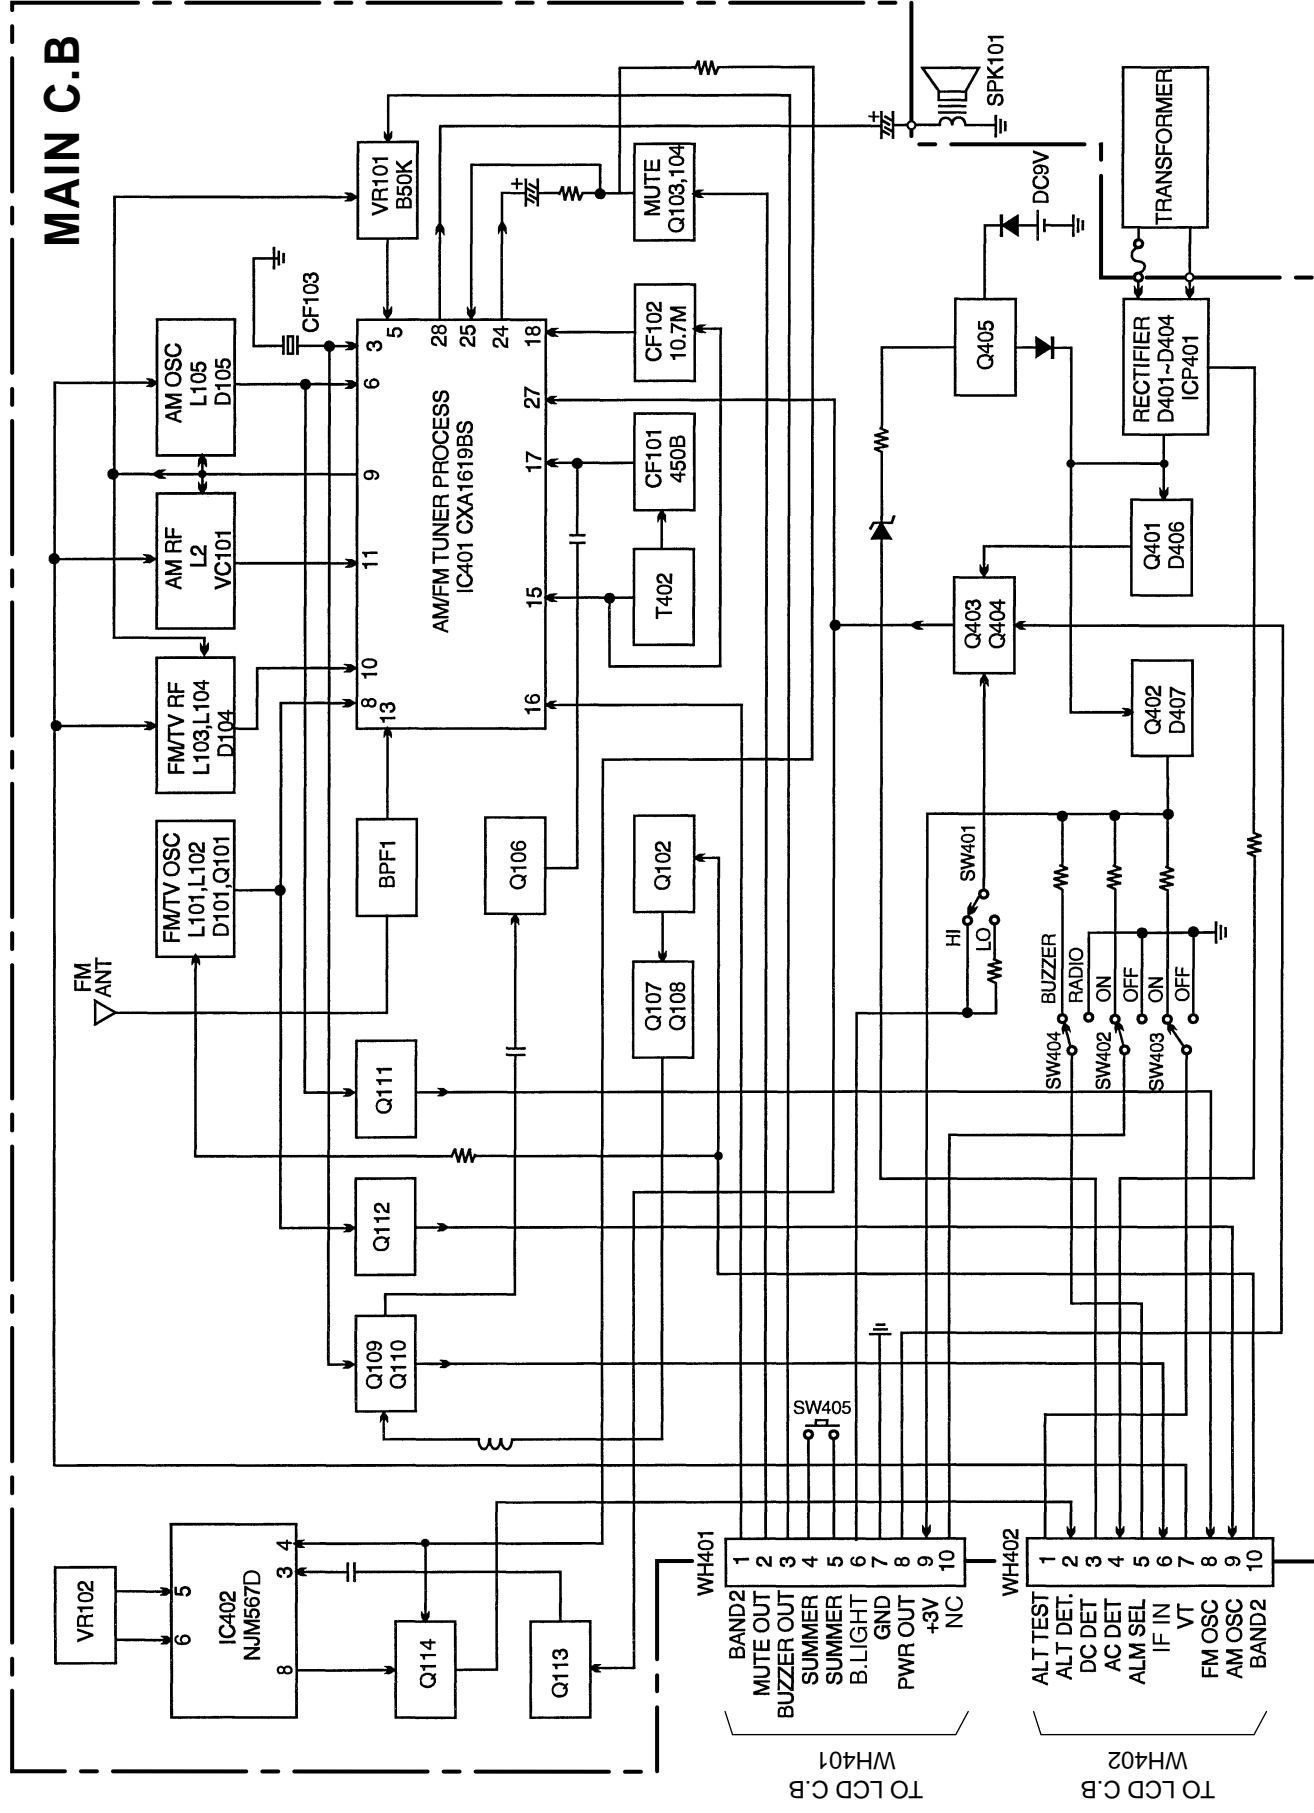 MAIN C.B
VR102
5
6
4
3
8
IC402
NJM567D
Q114
Q113
Q109
Q110
Q112
Q111
FM
ANT
FM/TV OSC
L101,L102
D101,Q101
FM/TV RF
L103,L104
D104
AM RF
L2
VC101
AM OSC
L105
D105
CF103
VR101
B50K
BPF1
Q106
Q107
Q108
Q102
13
8
10
11
9
6
3
5
28
25
24
18
27
17
15
16
AM/FM TUNER PROCESS
IC401 CXA1619BS
T402
CF101
450B
CF102
10.7M
MUTE
Q103,104
+
+
SPK101
TRANSFORMER
DC9V
Q405
RECTIFIER
D401~D404
ICP401
Q401
D406
Q403
Q404
Q402
D407
SW401
HI
LO
BUZZER
RADIO
ON
OFF
ON
OFF
SW404
SW402
SW403
SW405
WH401
1
2
3
4
5
6
7
8
9
10
BAND2
MUTE OUT
BUZZER OUT
SUMMER
SUMMER
B.LIGHT
GND
PWR OUT
+3V
NC
WH402
1
2
3
4
5
6
7
8
9
10
ALT TEST
ALT DET.
DC DET
AC DET
ALM SEL
IF IN
VT
FM OSC
AM OSC
BAND2
TO LCD C.B
WH401
TO LCD C.B
WH402